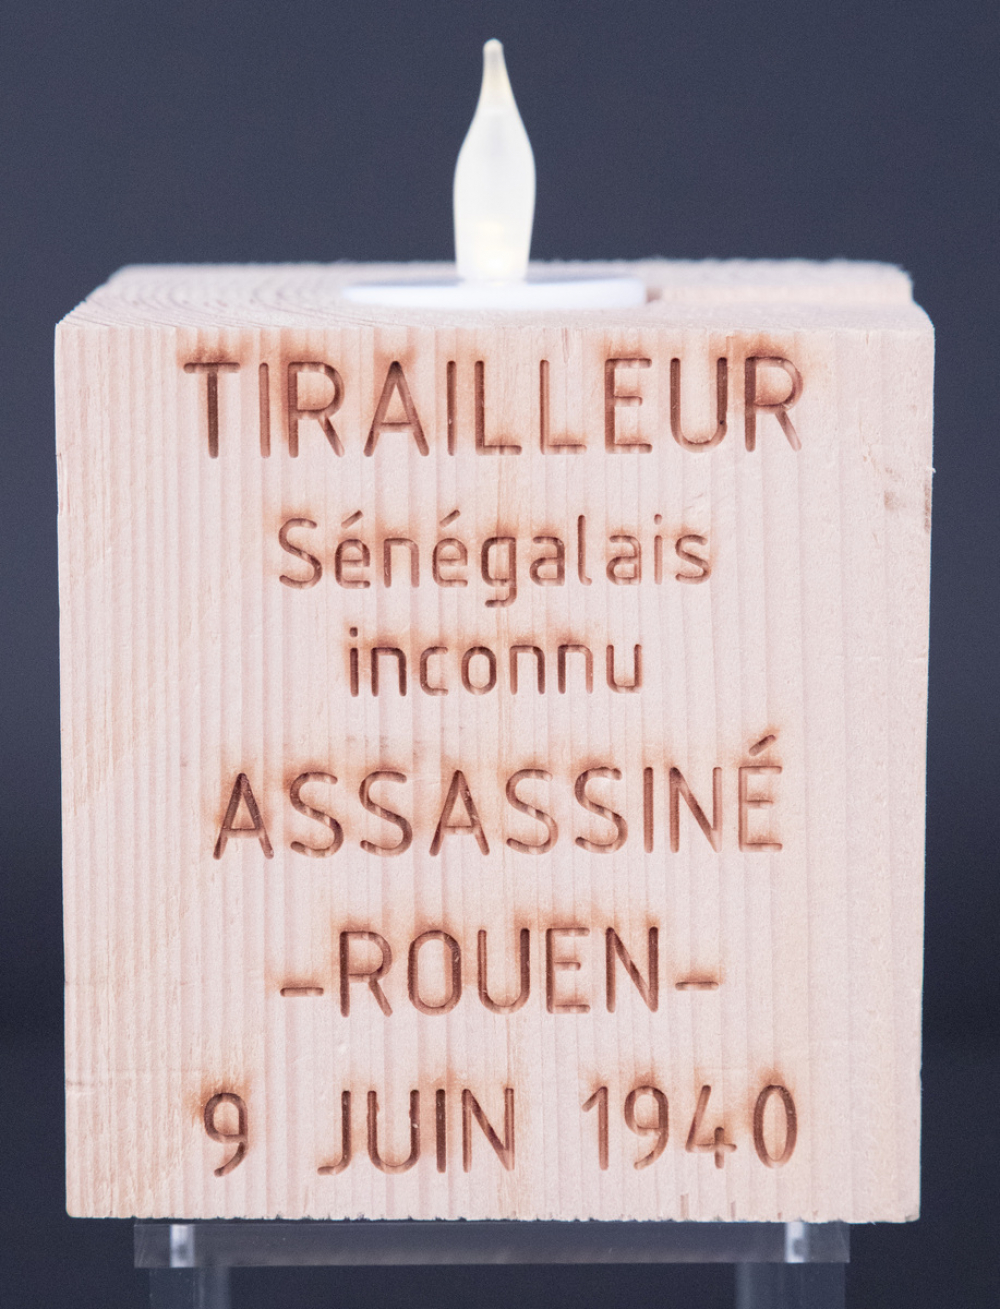 TIRAILLEUR
Sénégalais
inconnu
ASSASSINÉ
-ROUEN-
9 JUIN 1940